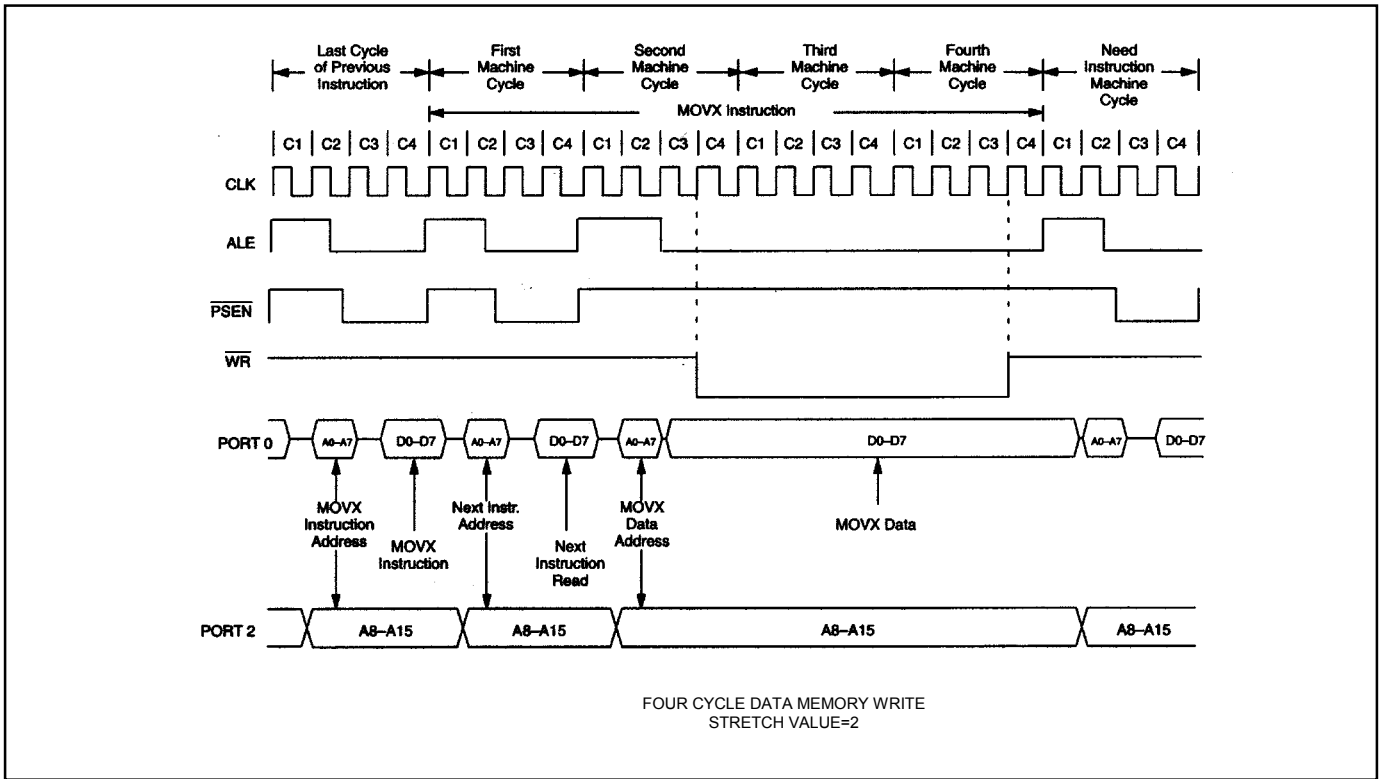 Last Cycle of Previous Instruction
First Machine Cycle
Second Machine Cycle
Third Machine Cycle
Fourth Machine Cycle
Need Instruction Machine Cycle
MOVX Instruction
C1 C2 C3 C4 C1 C2 C3 C4 C1 C2 C3 C4 C1 C2 C3 C4 C1 C2 C3 C4 C1 C2 C3 C4
CLK
ALE
PSEN
WR
PORT 0 A0–A7 D0–D7 A0–A7 D0–D7 A0–A7 D0–D7 A0–A7 D0–D7
MOVX Instruction Address
MOVX Instruction
Next Instr. Address
Next Instruction Read
MOVX Data Address
MOVX Data
PORT 2 A8–A15 A8–A15 A8–A15 A8–A15
FOUR CYCLE DATA MEMORY WRITE
STRETCH VALUE=2